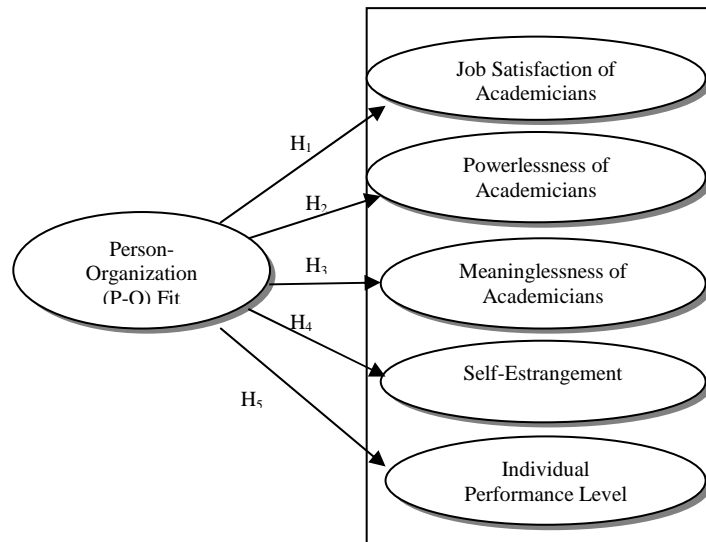 Job Satisfaction of
Academicians
H₁
Powerlessness of
Academicians
H₂
Person-
Organization
(P-O) Fit
H₃
Meaninglessness of
Academicians
H₄
Self-Estrangement
H₅
Individual
Performance Level